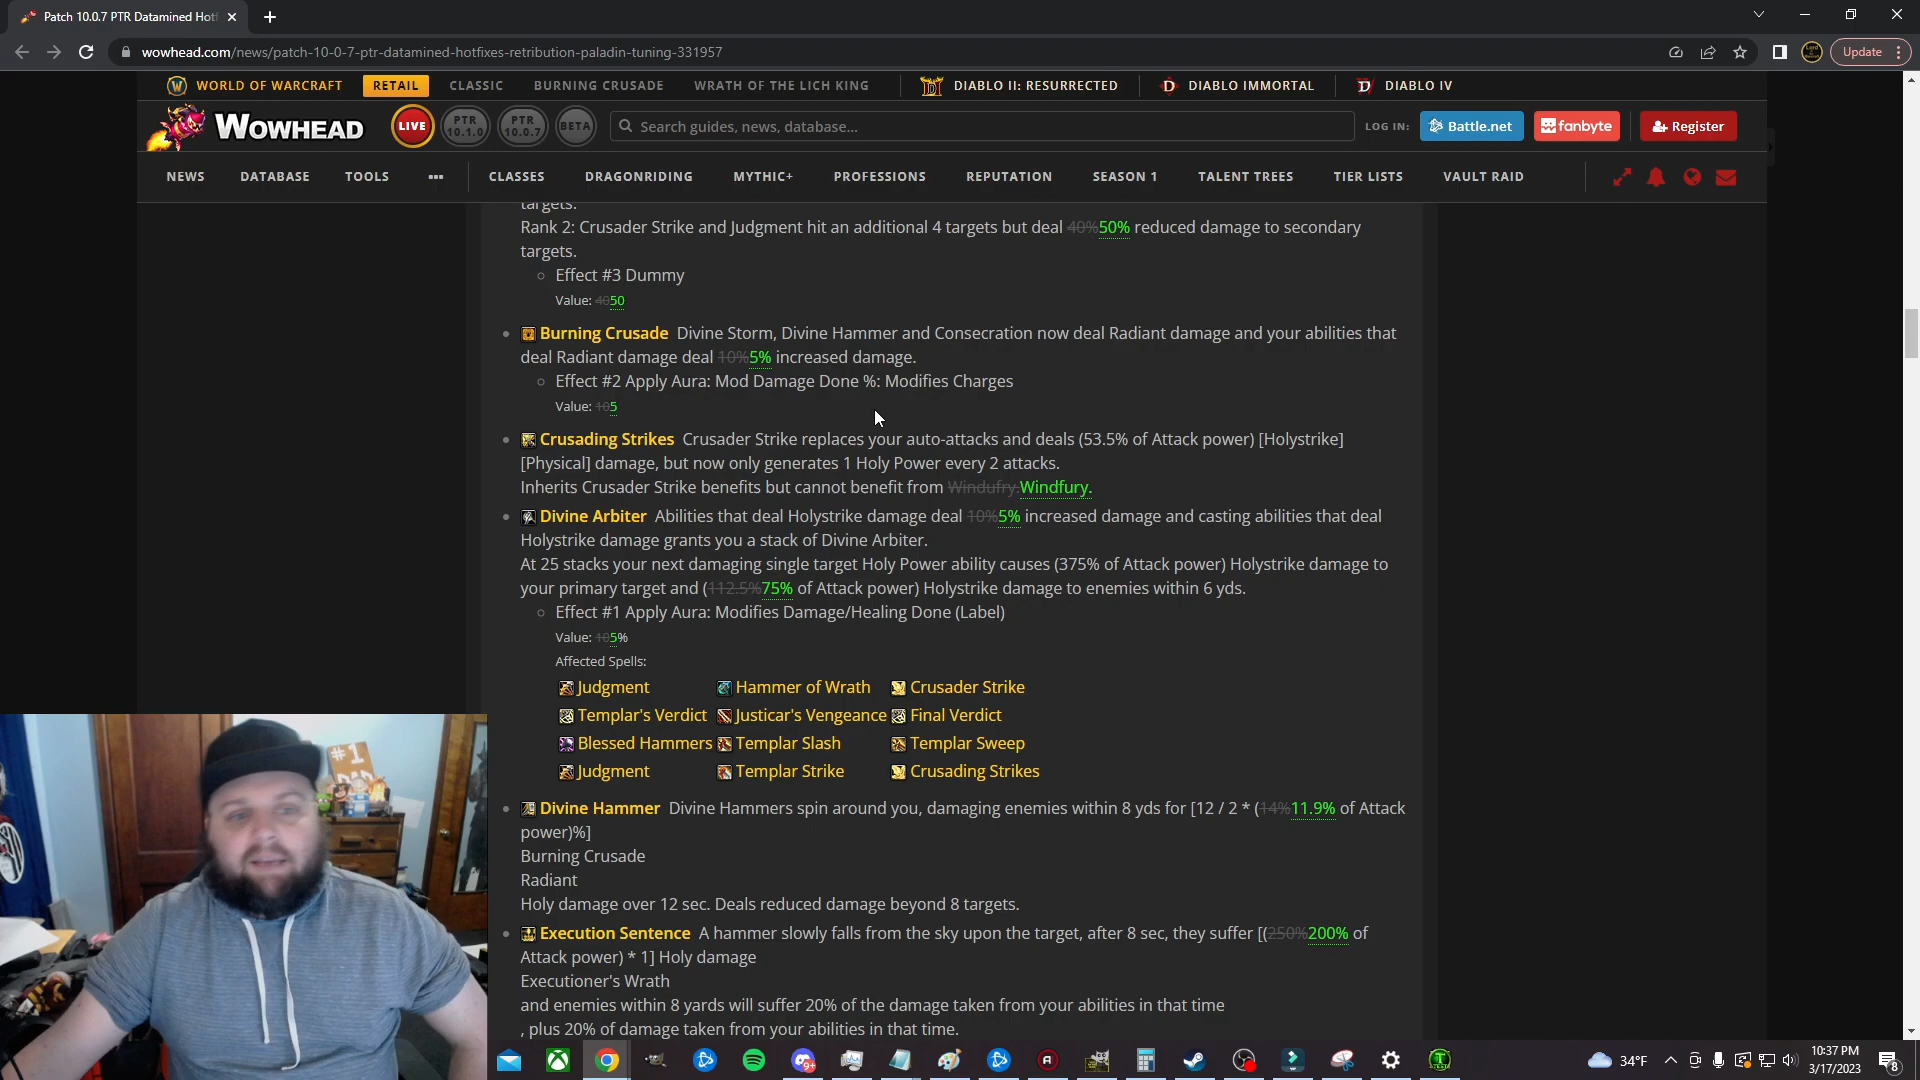 Patch 10.0.7 PTR Datamined Hotf
wowhead.com/news/patch-10-0-7-ptr-datamined-hotfixes-retribution-paladin-tuning-331957
Update
WORLD OF WARCRAFT RETAIL CLASSIC BURNING CRUSADE WRATH OF THE LICH KING DIABLO II: RESURRECTED DIABLO IMMORTAL DIABLO IV
WOWHEAD LIVE PTR 10.1.0 PTR 10.0.7 BETA Search guides, news, database... LOG IN: Battle.net fanbyte Register
NEWS DATABASE TOOLS ••• CLASSES DRAGONRIDING MYTHIC+ PROFESSIONS REPUTATION SEASON 1 TALENT TREES TIER LISTS VAULT RAID
targets.
Rank 2: Crusader Strike and Judgment hit an additional 4 targets but deal 40%50% reduced damage to secondary
targets.
Effect #3 Dummy
Value: 4050
Burning Crusade Divine Storm, Divine Hammer and Consecration now deal Radiant damage and your abilities that
deal Radiant damage deal 10%5% increased damage.
Effect #2 Apply Aura: Mod Damage Done %: Modifies Charges
Value: 105
Crusading Strikes Crusader Strike replaces your auto-attacks and deals (53.5% of Attack power) [Holystrike]
[Physical] damage, but now only generates 1 Holy Power every 2 attacks.
Inherits Crusader Strike benefits but cannot benefit from Windufry.Windfury.
Divine Arbiter Abilities that deal Holystrike damage deal 10%5% increased damage and casting abilities that deal
Holystrike damage grants you a stack of Divine Arbiter.
At 25 stacks your next damaging single target Holy Power ability causes (375% of Attack power) Holystrike damage to
your primary target and (112.5%75% of Attack power) Holystrike damage to enemies within 6 yds.
Effect #1 Apply Aura: Modifies Damage/Healing Done (Label)
Value: 105%
Affected Spells:
Judgment Hammer of Wrath Crusader Strike
Templar's Verdict Justicar's Vengeance Final Verdict
Blessed Hammers Templar Slash Templar Sweep
Judgment Templar Strike Crusading Strikes
Divine Hammer Divine Hammers spin around you, damaging enemies within 8 yds for [12 / 2 * (14%11.9% of Attack
power)%]
Burning Crusade
Radiant
Holy damage over 12 sec. Deals reduced damage beyond 8 targets.
Execution Sentence A hammer slowly falls from the sky upon the target, after 8 sec, they suffer [(250%200% of
Attack power) * 1] Holy damage
Executioner's Wrath
and enemies within 8 yards will suffer 20% of the damage taken from your abilities in that time
, plus 20% of damage taken from your abilities in that time.
#1
34°F
10:37 PM
3/17/2023
8